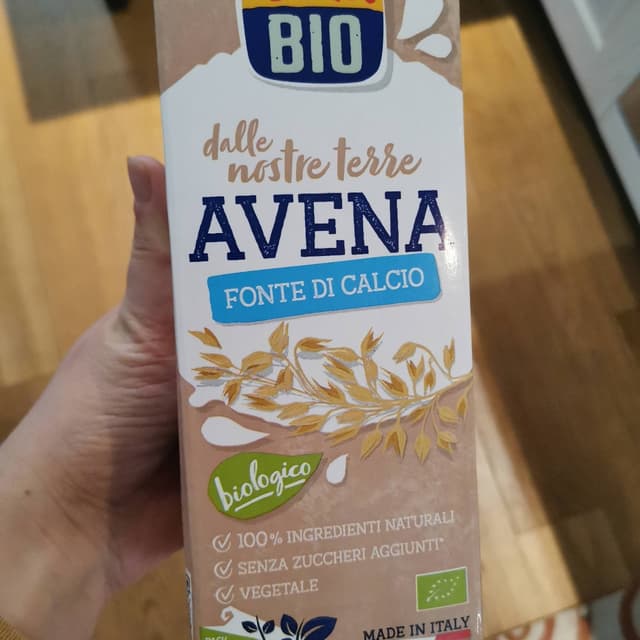 BIO
dalle
nostre terre
AVENA
FONTE DI CALCIO
biologico
100% INGREDIENTI NATURALI
SENZA ZUCCHERI AGGIUNTI*
VEGETALE
MADE IN ITALY